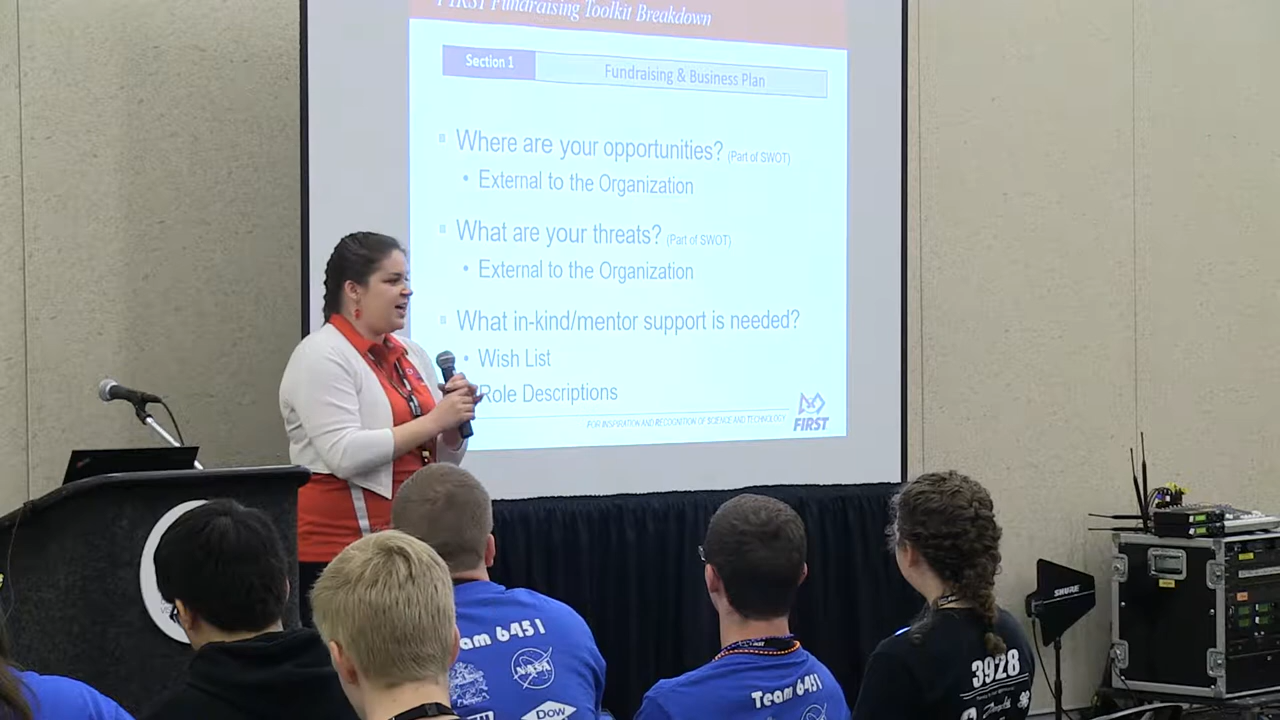 FIRST Fundraising Toolkit Breakdown
Section 1
Fundraising & Business Plan
Where are your opportunities? (Part of SWOT)
External to the Organization
What are your threats? (Part of SWOT)
External to the Organization
What in-kind/mentor support is needed?
Wish List
Role Descriptions
FOR INSPIRATION AND RECOGNITION OF SCIENCE AND TECHNOLOGY
FIRST
SHURE
eam 6451
NASA
Dow
Team 6451
3928